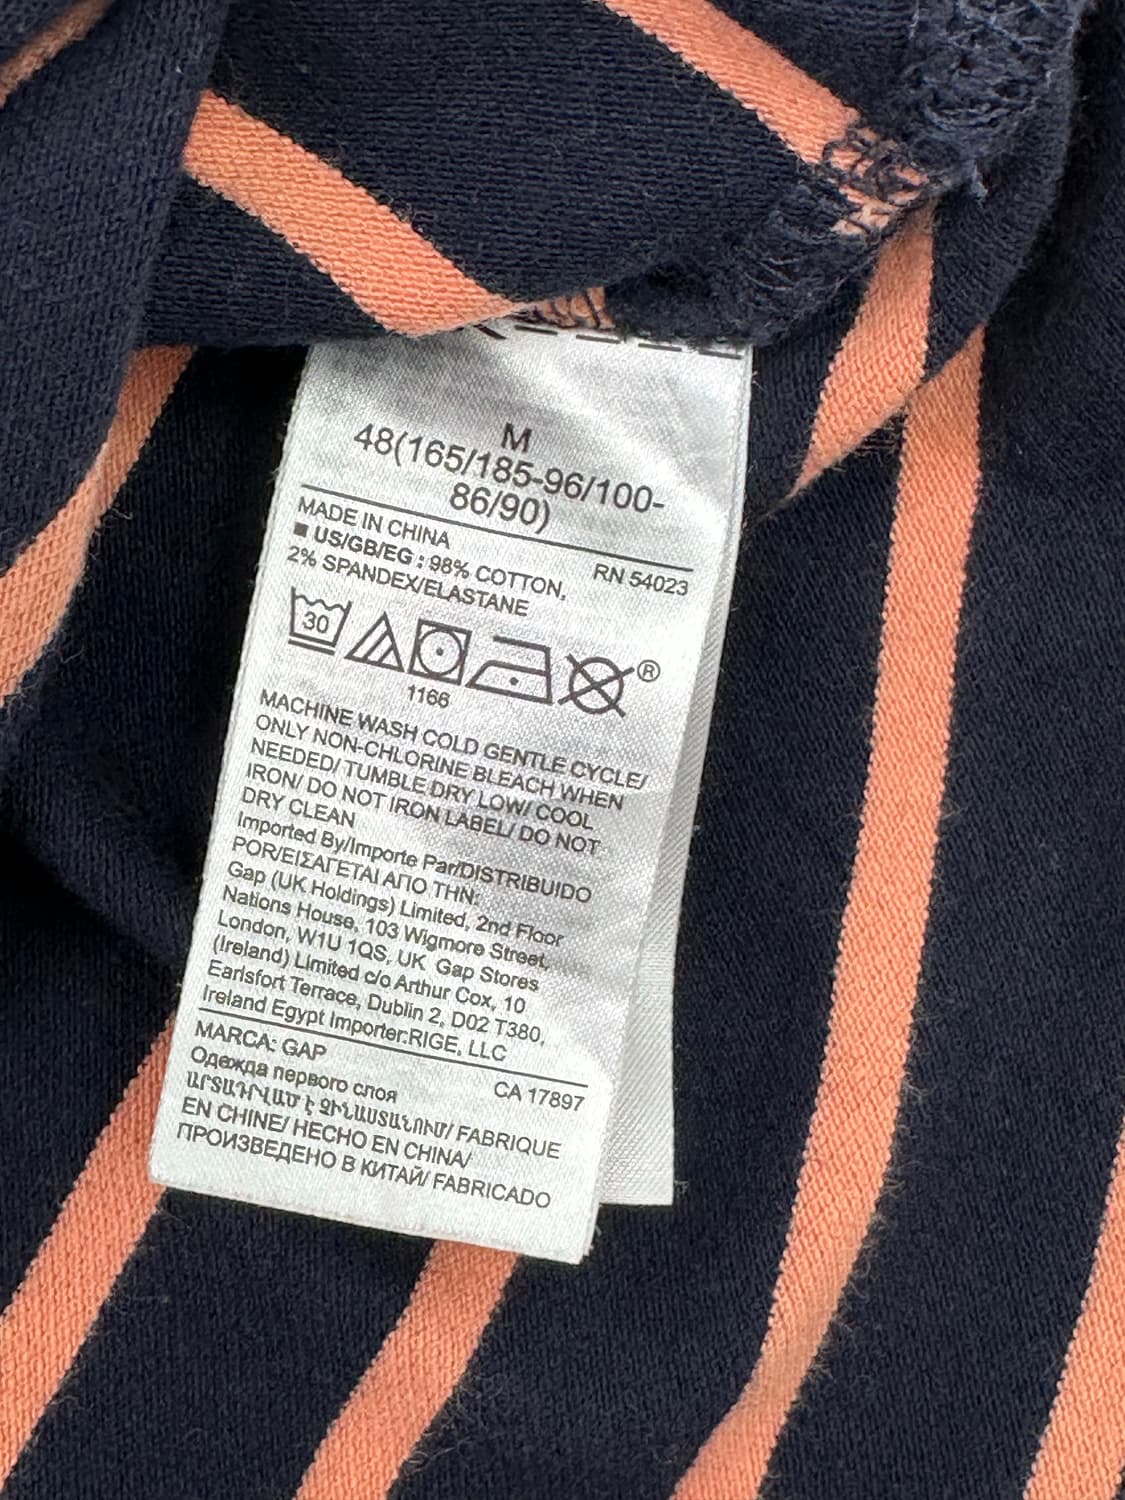 M
48(165/185-96/100-
86/90)
MADE IN CHINA
■ US/GB/EG : 98% COTTON,
RN 54023
2% SPANDEX/ELASTANE
30
®
1166
MACHINE WASH COLD GENTLE CYCLE/
ONLY NON-CHLORINE BLEACH WHEN
NEEDED/ TUMBLE DRY LOW/ COOL
IRON/ DO NOT IRON LABEL/ DO NOT
DRY CLEAN
Imported By/Importe Par/DISTRIBUIDO
POR/ΕΙΣΑΓΕΤΑΙ ΑΠΟ ΤΗΝ:
Gap (UK Holdings) Limited, 2nd Floor
Nations House, 103 Wigmore Street,
London, W1U 1QS, UK Gap Stores
(Ireland) Limited c/o Arthur Cox, 10
Earlsfort Terrace, Dublin 2, D02 T380,
Ireland Egypt Importer:RIGE, LLC
MARCA: GAP
CA 17897
Одежда первого слоя
ԱՐՏԱԴՐՎԱԾ է ՉԻՆԱՍՏԱՆՈՒՄ/ FABRIQUE
EN CHINE/ HECHO EN CHINA/
ПРОИЗВЕДЕНО В КИТАЙ/ FABRICADO